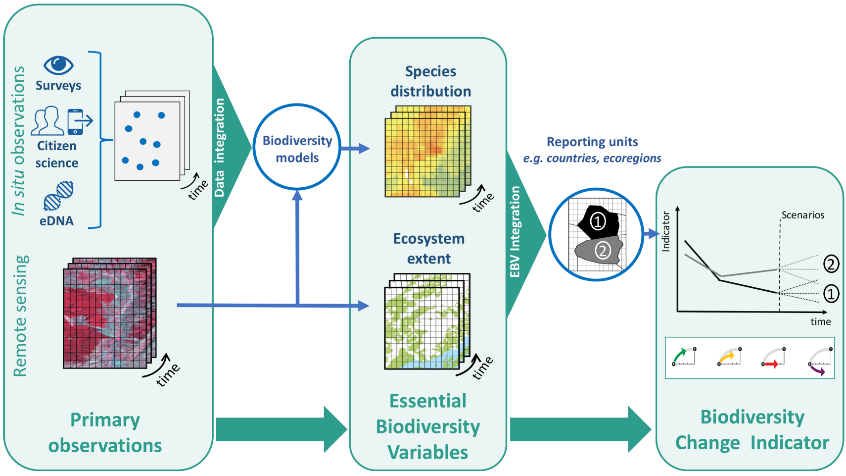 In situ observations
Surveys
Citizen
science
eDNA
time
Remote sensing
time
Primary
observations
Data integration
Biodiversity
models
Species
distribution
time
Ecosystem
extent
time
Essential
Biodiversity
Variables
EBV Integration
Reporting units
e.g. countries, ecoregions
1
2
Indicator
Scenarios
2
1
time
Biodiversity
Change Indicator